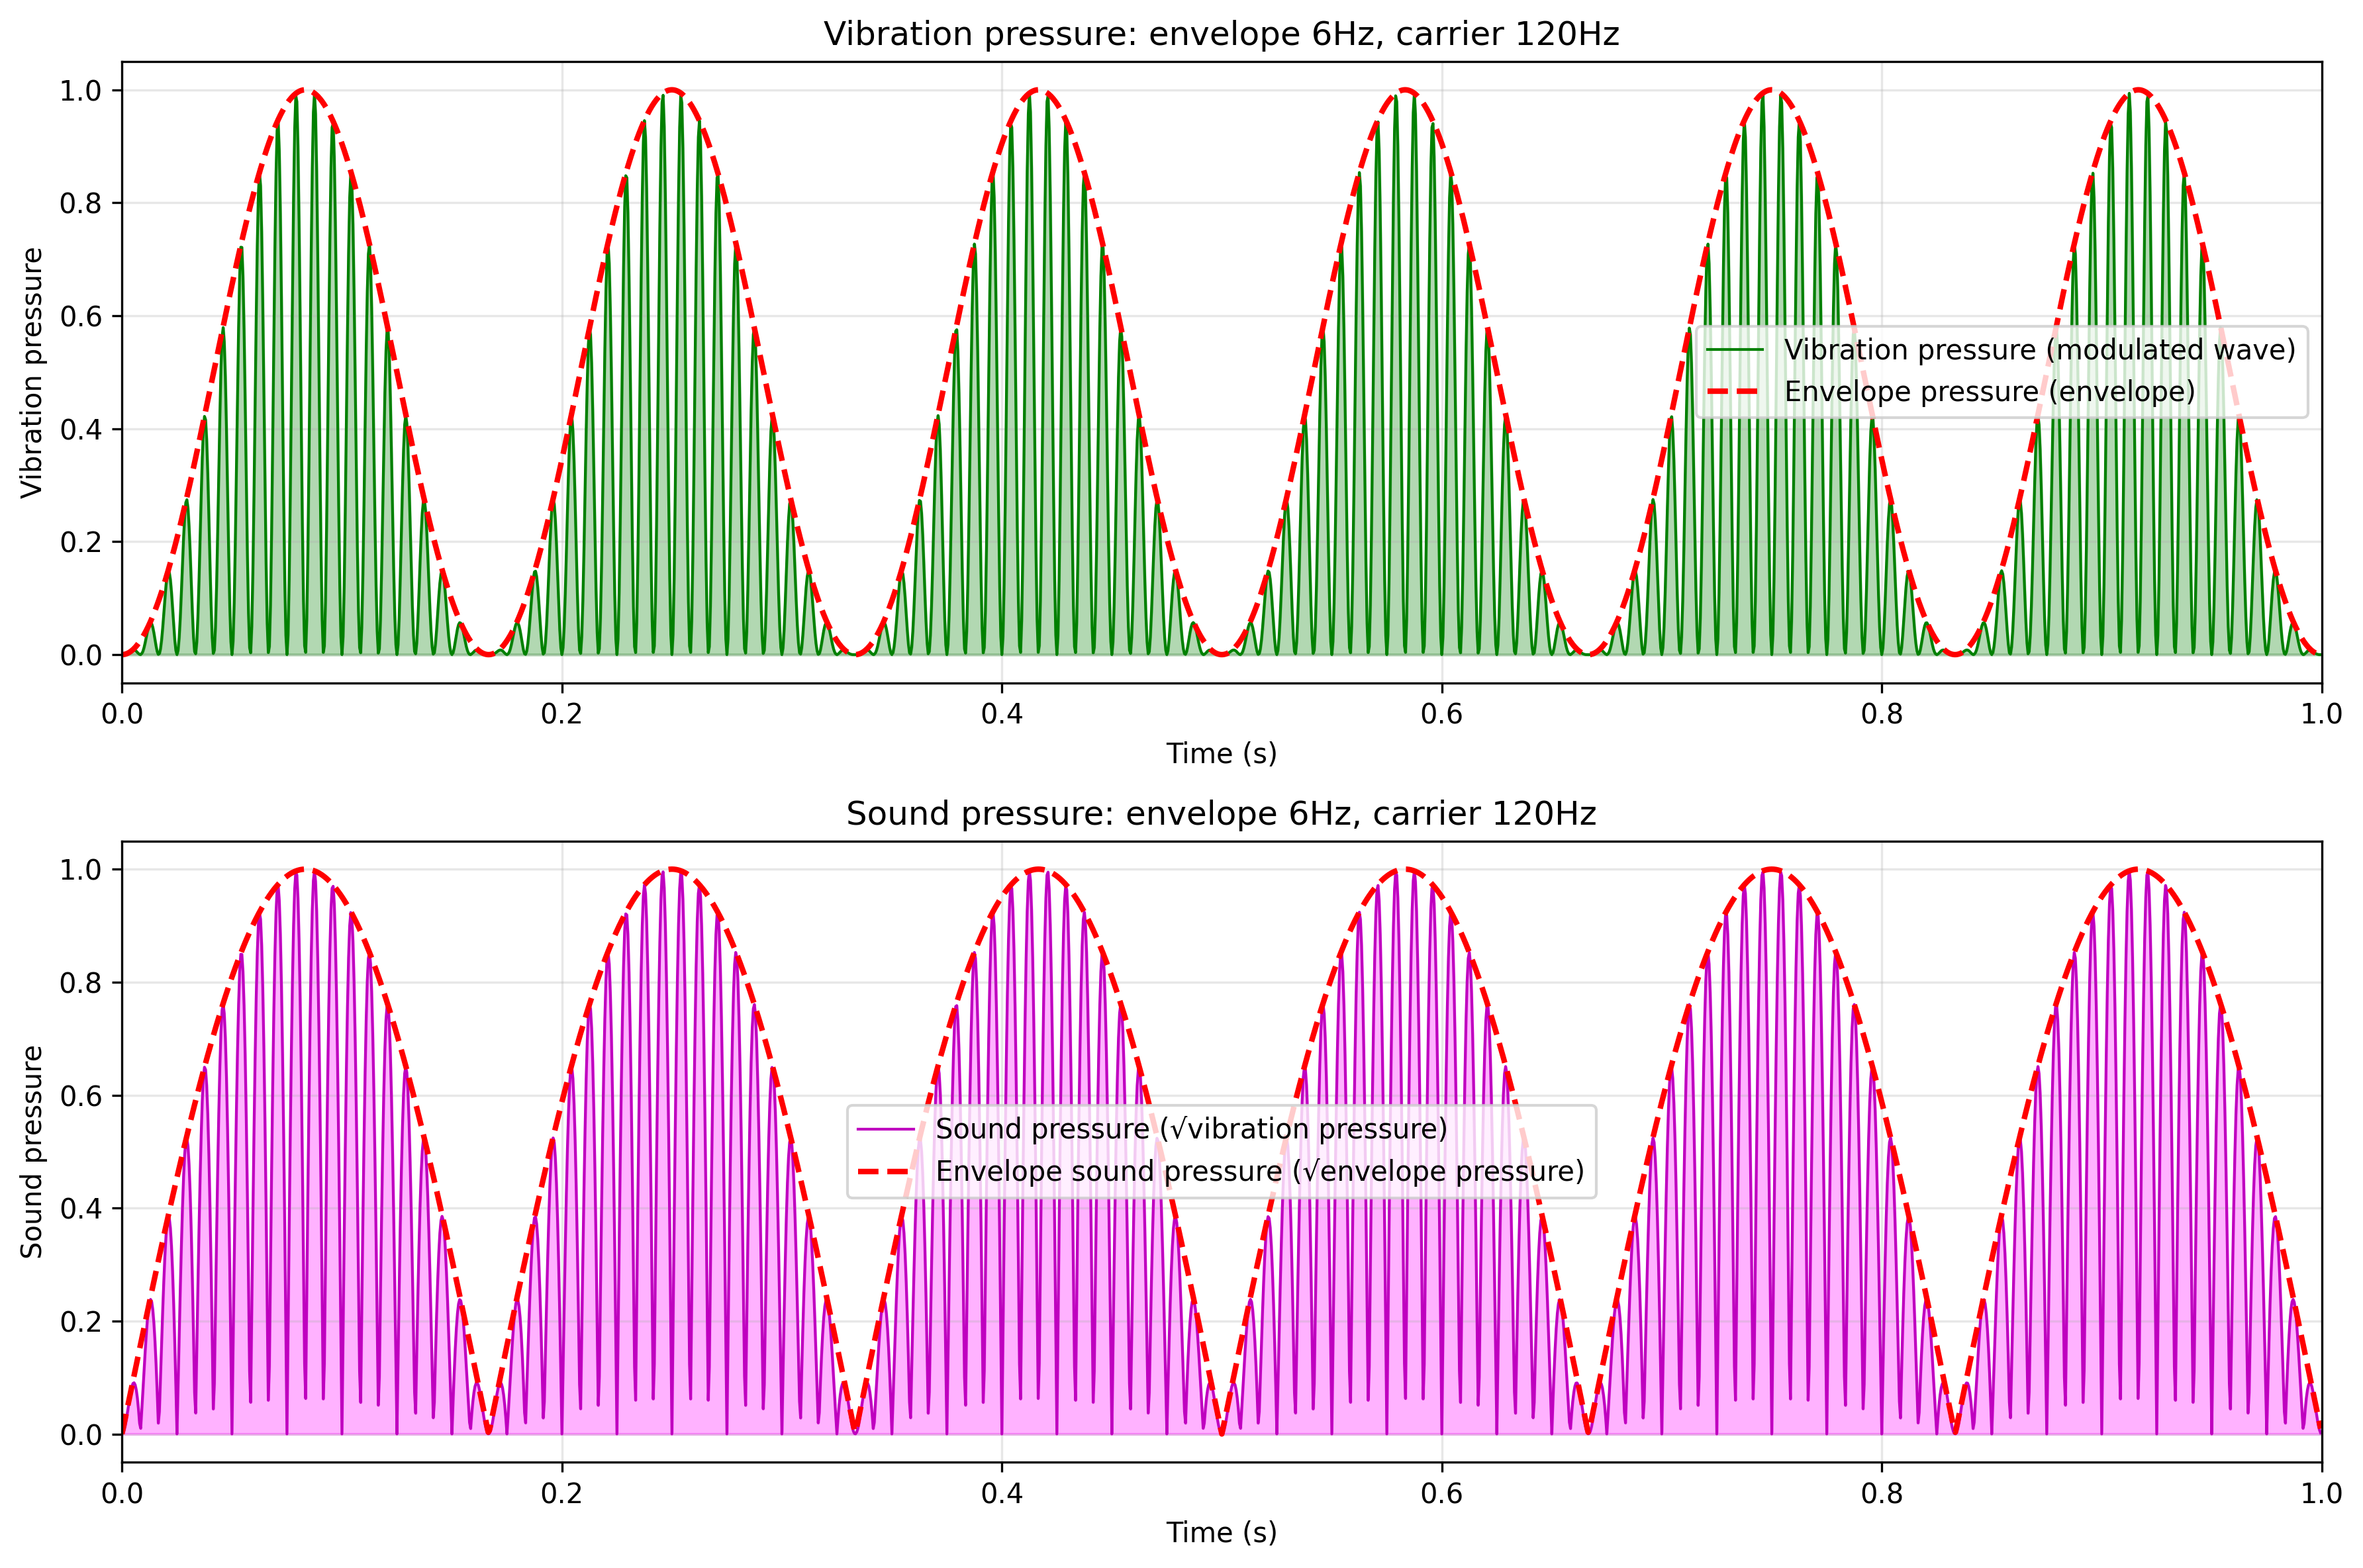 Vibration pressure: envelope 6Hz, carrier 120Hz
Vibration pressure
1.0
0.8
0.6
0.4
0.2
0.0
Vibration pressure (modulated wave)
Envelope pressure (envelope)
0.0 0.2 0.4 0.6 0.8 1.0
Time (s)
Sound pressure: envelope 6Hz, carrier 120Hz
Sound pressure
1.0
0.8
0.6
0.4
0.2
0.0
Sound pressure (√vibration pressure)
Envelope sound pressure (√envelope pressure)
0.0 0.2 0.4 0.6 0.8 1.0
Time (s)